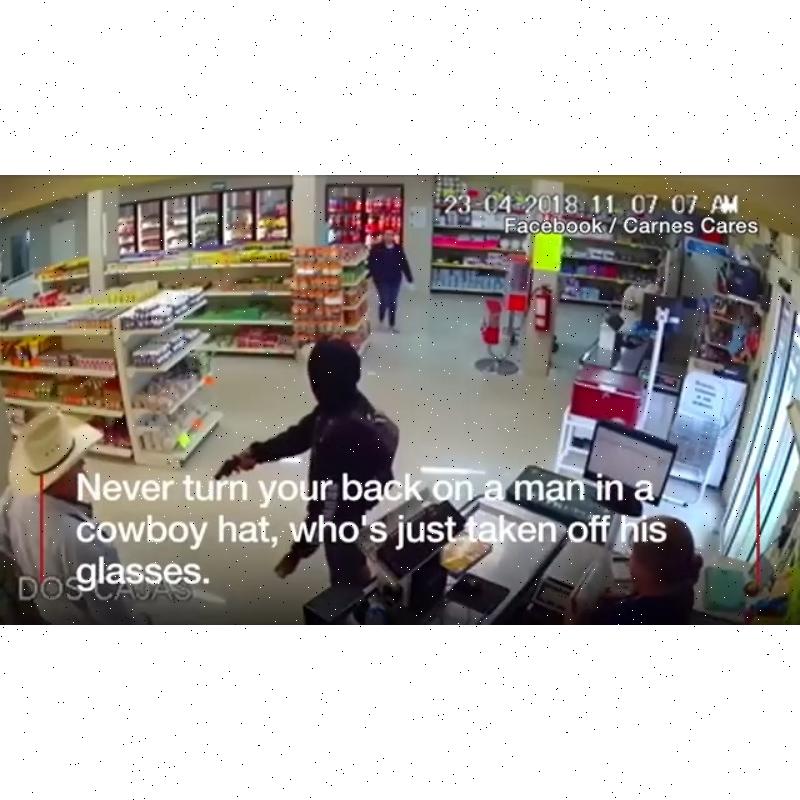 23-04-2018 11 07 07 AM
Facebook / Carnes Cares
Never turn your back on a man in a
cowboy hat, who's just taken off his
glasses.
DOS CAJAS